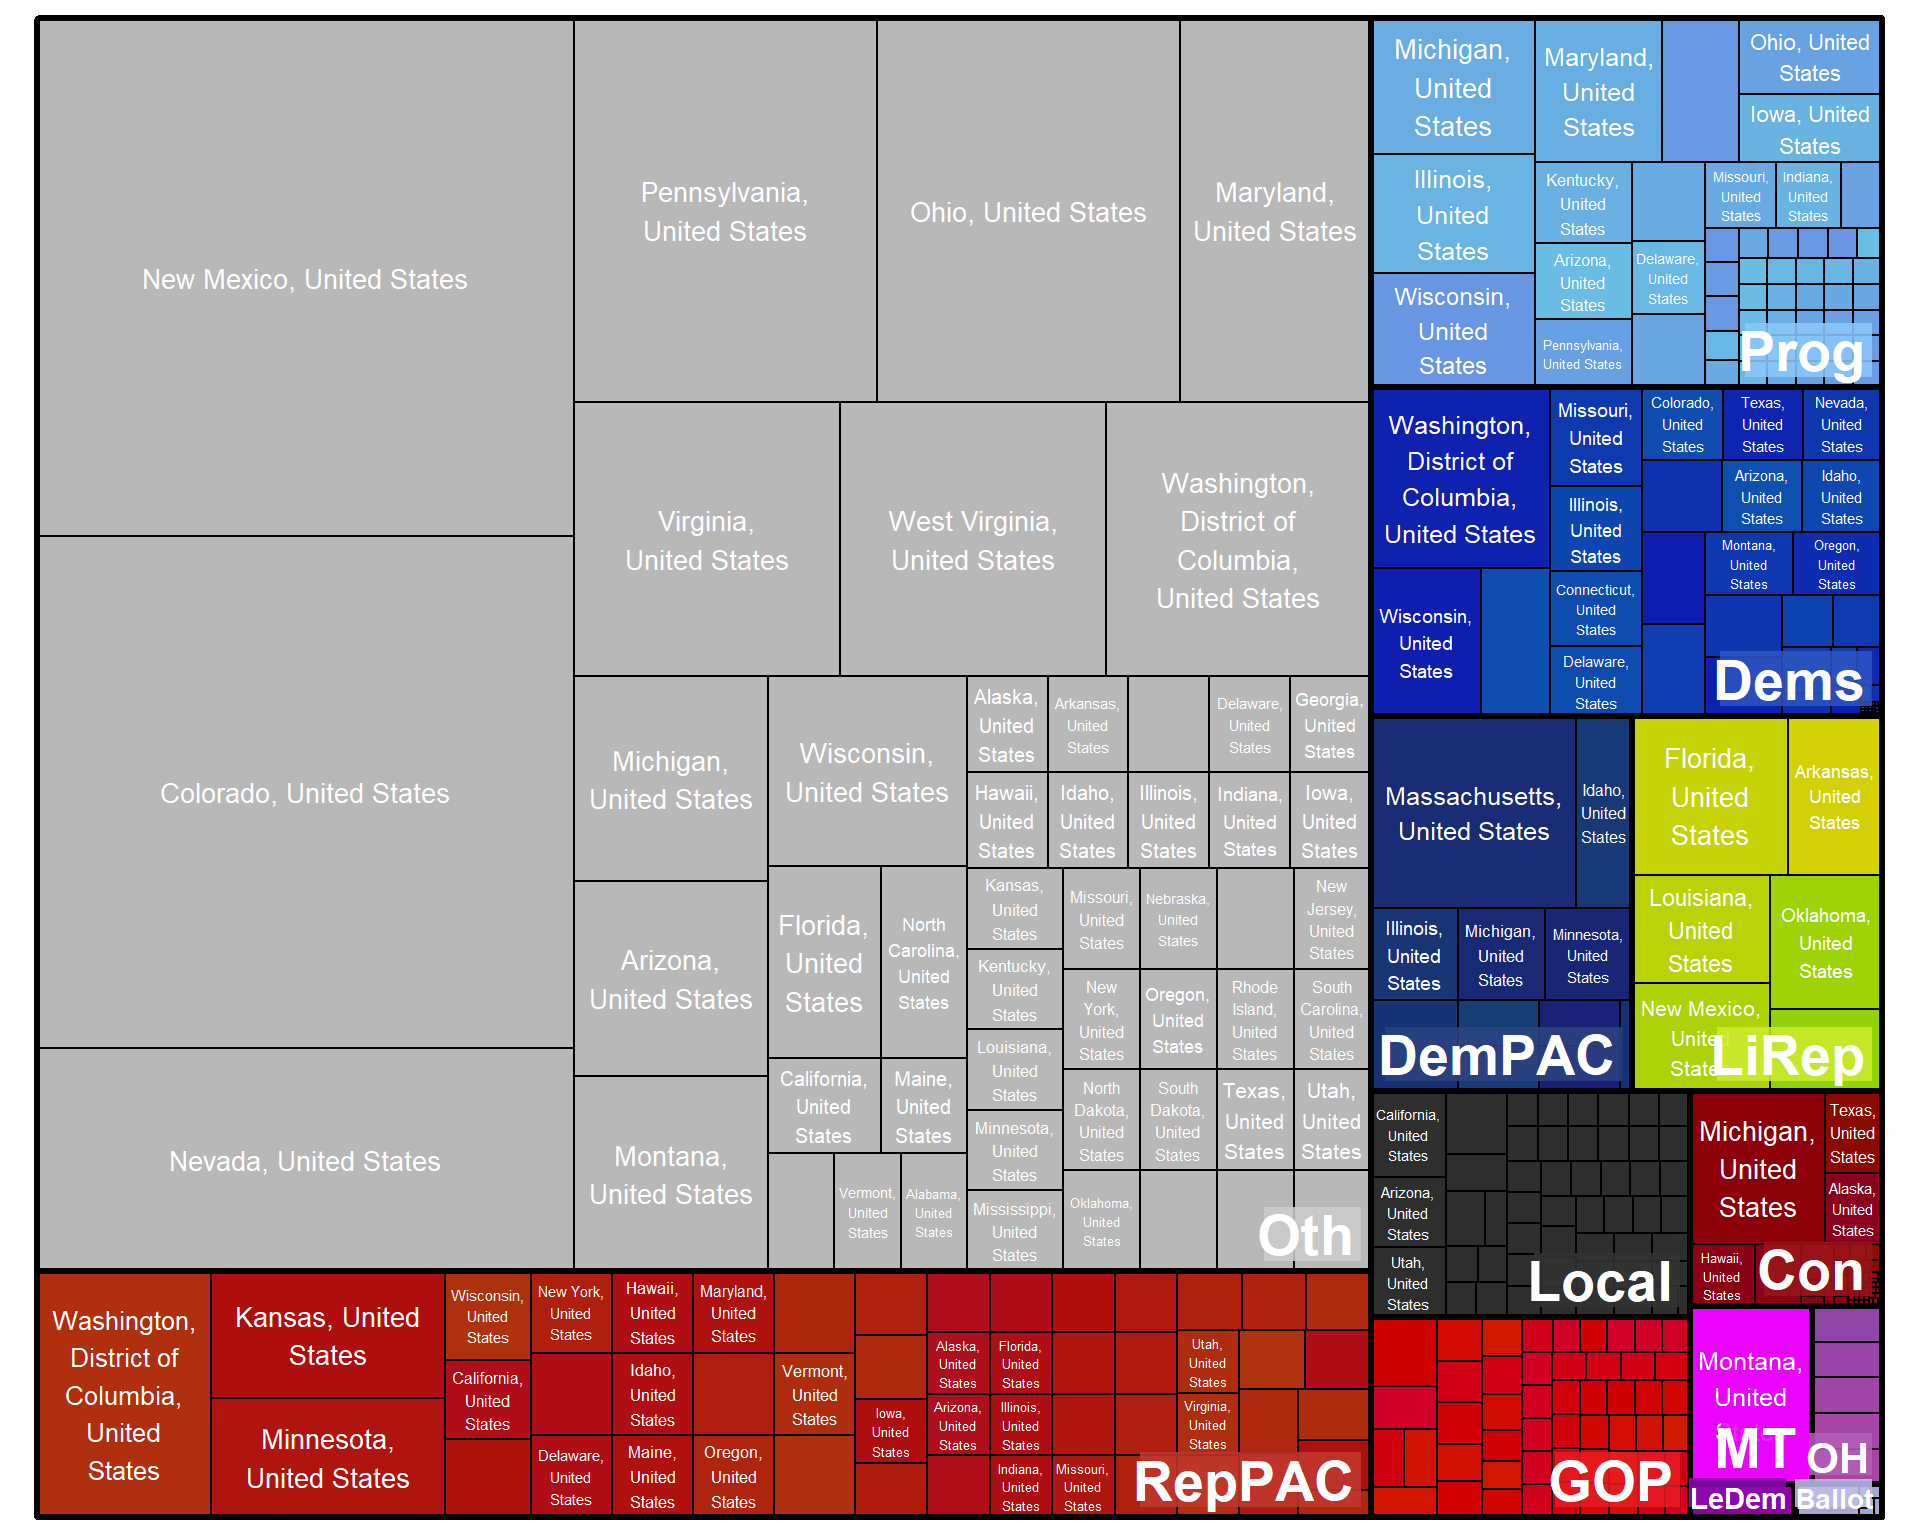 New Mexico, United States
Colorado, United States
Nevada, United States
Pennsylvania,
United States
Ohio, United States
Maryland,
United States
Virginia,
United States
West Virginia,
United States
Washington,
District of
Columbia,
United States
Michigan,
United States
Arizona,
United States
Montana,
United States
Wisconsin,
United States
Florida,
United
States
North
Carolina,
United
States
California,
United
States
Maine,
United
States
Vermont,
United
States
Alabama,
United
States
Alaska,
United
States
Arkansas,
United
States
Delaware,
United
States
Georgia,
United
States
Hawaii,
United
States
Idaho,
United
States
Illinois,
United
States
Indiana,
United
States
Iowa,
United
States
Kansas,
United
States
Kentucky,
United
States
Louisiana,
United
States
Minnesota,
United
States
Mississippi,
United
States
Missouri,
United
States
Nebraska,
United
States
New
Jersey,
United
States
New
York,
United
States
Oregon,
United
States
Rhode
Island,
United
States
South
Carolina,
United
States
North
Dakota,
United
States
South
Dakota,
United
States
Texas,
United
States
Utah,
United
States
Oklahoma,
United
States
Oth
Washington,
District of
Columbia,
United
States
Kansas, United
States
Minnesota,
United States
Wisconsin,
United
States
California,
United
States
New York,
United
States
Delaware,
United
States
Hawaii,
United
States
Idaho,
United
States
Maine,
United
States
Maryland,
United
States
Oregon,
United
States
Vermont,
United
States
Iowa,
United
States
Alaska,
United
States
Arizona,
United
States
Florida,
United
States
Illinois,
United
States
Indiana,
United
States
Missouri,
United
States
Utah,
United
States
Virginia,
United
States
RepPAC
Michigan,
United
States
Illinois,
United
States
Wisconsin,
United
States
Maryland,
United
States
Ohio, United
States
Iowa, United
States
Kentucky,
United
States
Arizona,
United
States
Pennsylvania,
United States
Delaware,
United
States
Missouri,
United
States
Indiana,
United
States
Prog
Washington,
District of
Columbia,
United States
Wisconsin,
United
States
Missouri,
United
States
Illinois,
United
States
Connecticut,
United
States
Delaware,
United
States
Colorado,
United
States
Texas,
United
States
Nevada,
United
States
Arizona,
United
States
Idaho,
United
States
Montana,
United
States
Oregon,
United
States
Dems
Massachusetts,
United States
Idaho,
United
States
Illinois,
United
States
Michigan,
United
States
Minnesota,
United
States
DemPAC
Florida,
United
States
Arkansas,
United
States
Louisiana,
United
States
Oklahoma,
United
States
New Mexico,
United
States
LiRep
California,
United
States
Arizona,
United
States
Utah,
United
States
Local
Michigan,
United
States
Texas,
United
States
Alaska,
United
States
Hawaii,
United
States
Con
GOP
Montana,
United
MT
OH
LeDem
Ballot